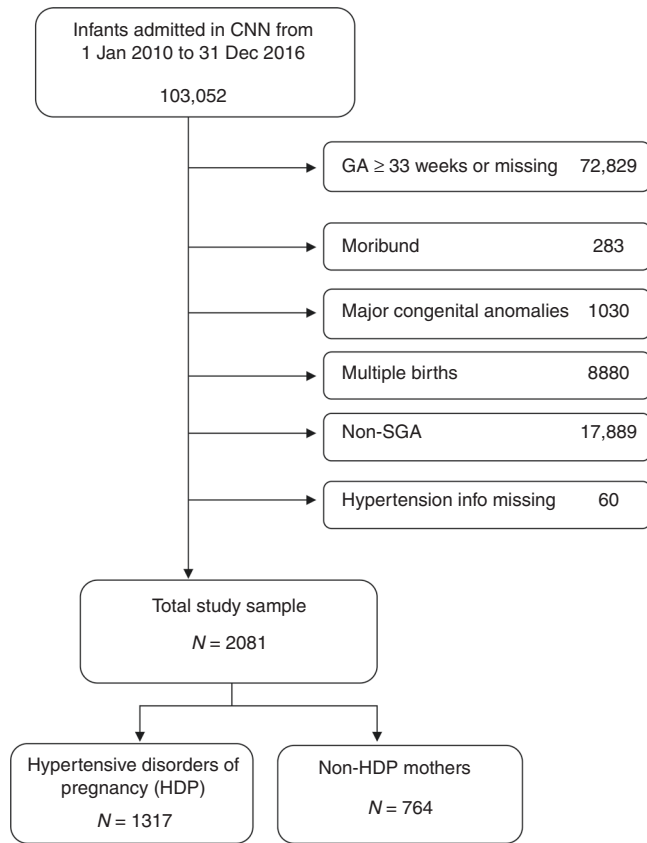 Infants admitted in CNN from
1 Jan 2010 to 31 Dec 2016
103,052
GA ≥ 33 weeks or missing 72,829
Moribund 283
Major congenital anomalies 1030
Multiple births 8880
Non-SGA 17,889
Hypertension info missing 60
Total study sample
N = 2081
Hypertensive disorders of
pregnancy (HDP)
N = 1317
Non-HDP mothers
N = 764